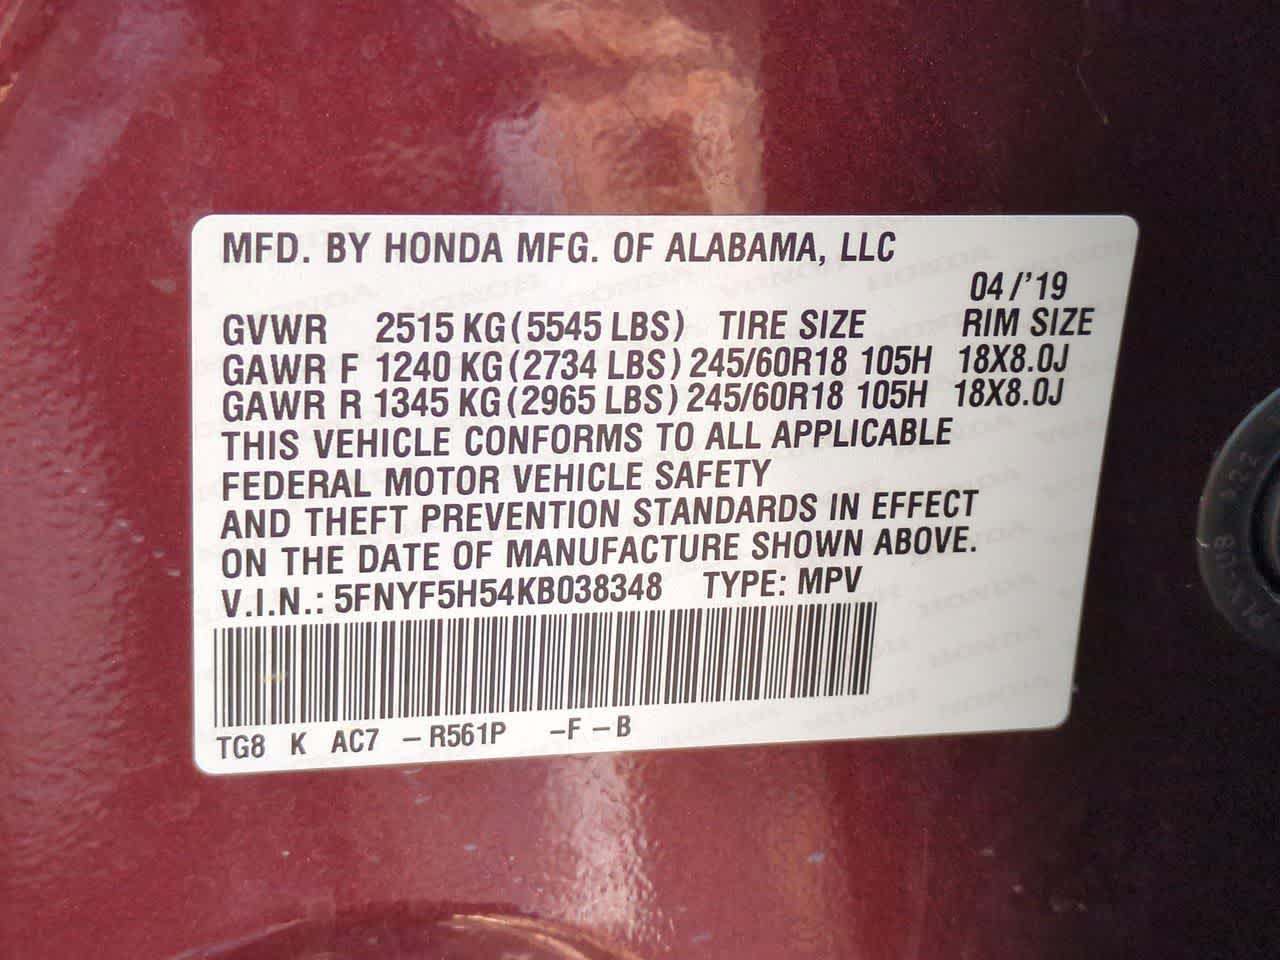 MFD. BY HONDA MFG. OF ALABAMA, LLC
04/'19
GVWR 2515 KG(5545 LBS) TIRE SIZE RIM SIZE
GAWR F 1240 KG(2734 LBS) 245/60R18 105H 18X8.0J
GAWR R 1345 KG(2965 LBS) 245/60R18 105H 18X8.0J
THIS VEHICLE CONFORMS TO ALL APPLICABLE
FEDERAL MOTOR VEHICLE SAFETY
AND THEFT PREVENTION STANDARDS IN EFFECT
ON THE DATE OF MANUFACTURE SHOWN ABOVE.
V.I.N.: 5FNYF5H54KB038348 TYPE: MPV
TG8 K AC7 -R561P -F-B